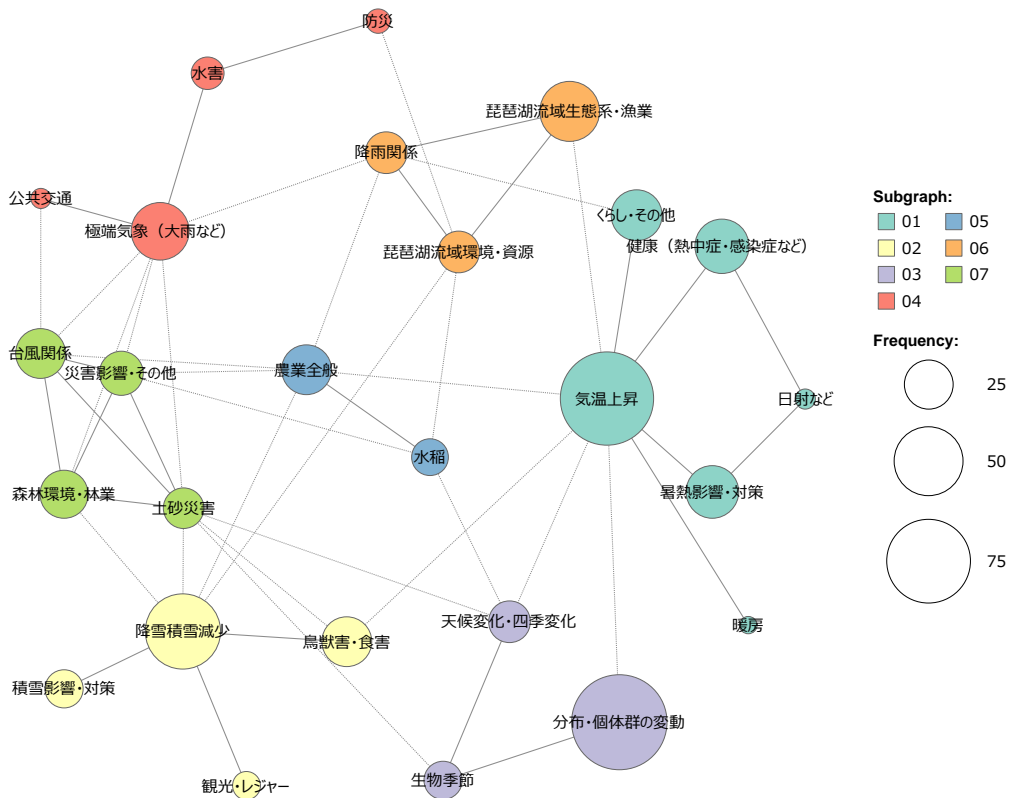 防災
水害
琵琶湖流域生態系・漁業
降雨関係
公共交通
極端気象（大雨など）
くらし・その他
健康（熱中症・感染症など）
琵琶湖流域環境・資源
台風関係
災害影響・その他
農業全般
気温上昇
日射など
水稲
森林環境・林業
土砂災害
暑熱影響・対策
降雪積雪減少
鳥獣害・食害
天候変化・四季変化
暖房
積雪影響・対策
分布・個体群の変動
観光・レジャー
生物季節
Subgraph:
01 05
02 06
03 07
04
Frequency:
25
50
75